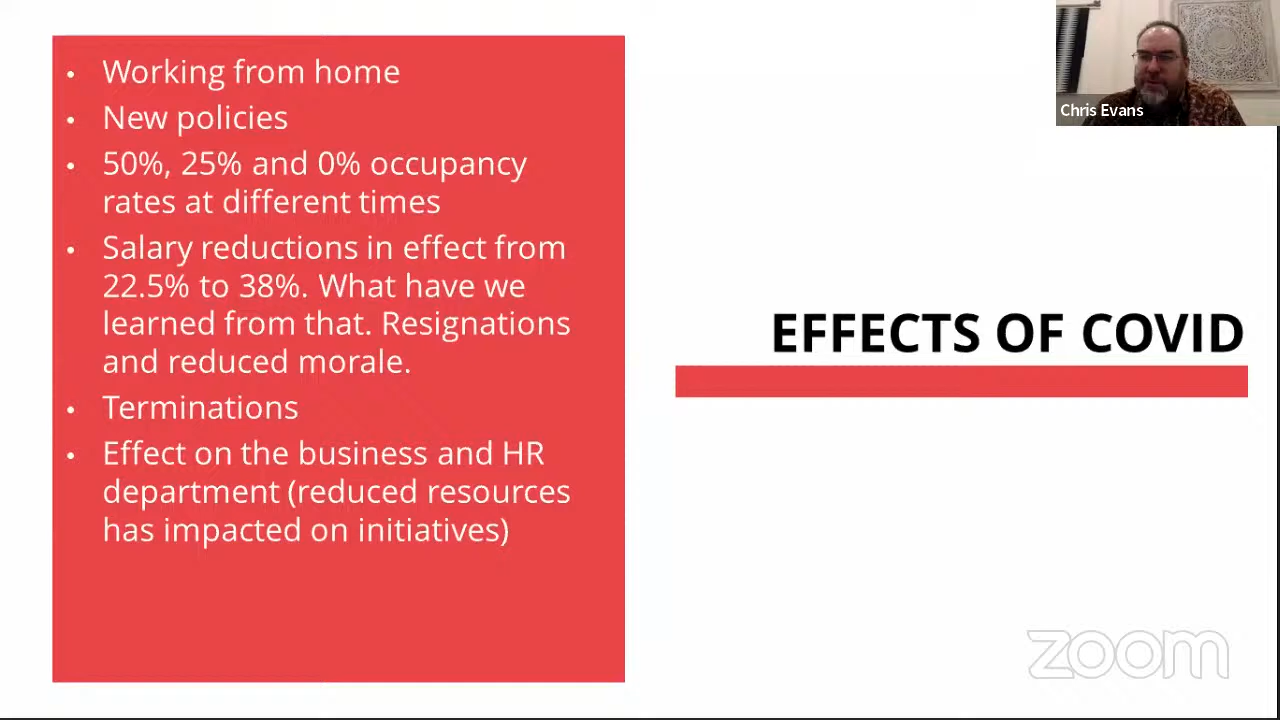 • Working from home
• New policies
• 50%, 25% and 0% occupancy
rates at different times
• Salary reductions in effect from
22.5% to 38%. What have we
learned from that. Resignations
and reduced morale.
• Terminations
• Effect on the business and HR
department (reduced resources
has impacted on initiatives)
EFFECTS OF COVID
Chris Evans
zoom